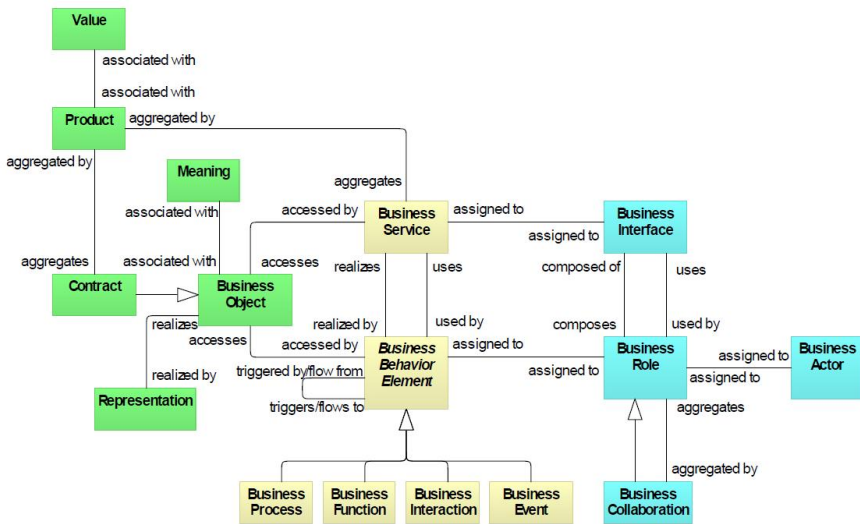 Value
associated with
associated with
Product
aggregated by
aggregated by
Meaning
associated with
aggregates
accessed by
Business
Service
assigned to
assigned to
Business
Interface
aggregates
associated with
accesses
realizes
uses
composed of
uses
Contract
Business
Object
realizes
accesses
realized by
used by
composes
used by
accessed by
Business
Behavior
Element
assigned to
assigned to
Business
Role
assigned to
assigned to
Business
Actor
triggered by/flow from
triggers/flows to
realized by
Representation
aggregates
aggregated by
Business
Process
Business
Function
Business
Interaction
Business
Event
Business
Collaboration